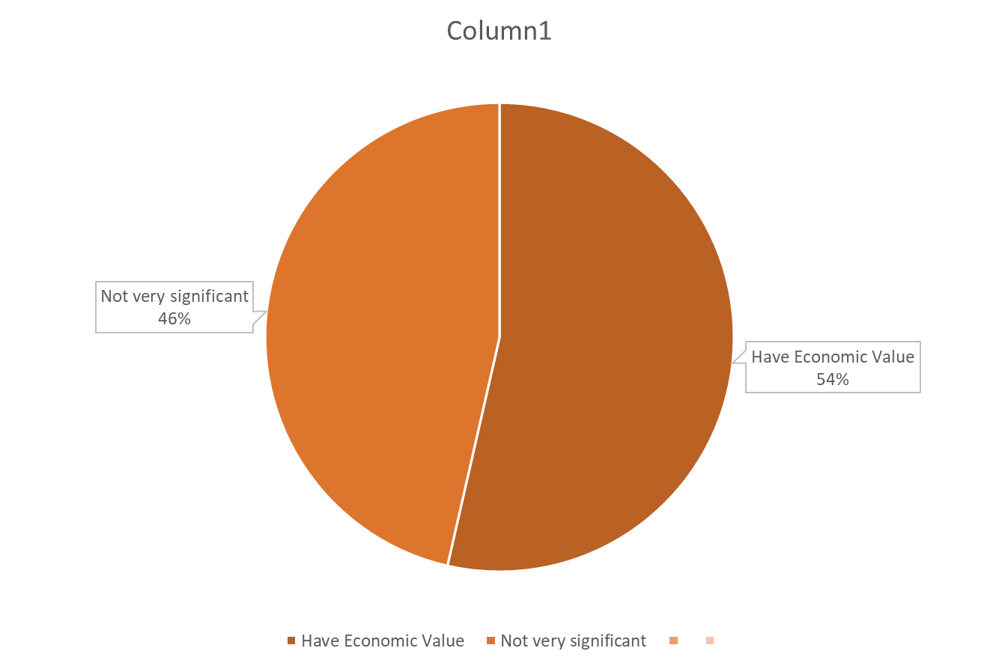 Column1
Not very significant
46%
Have Economic Value
54%
Have Economic Value Not very significant